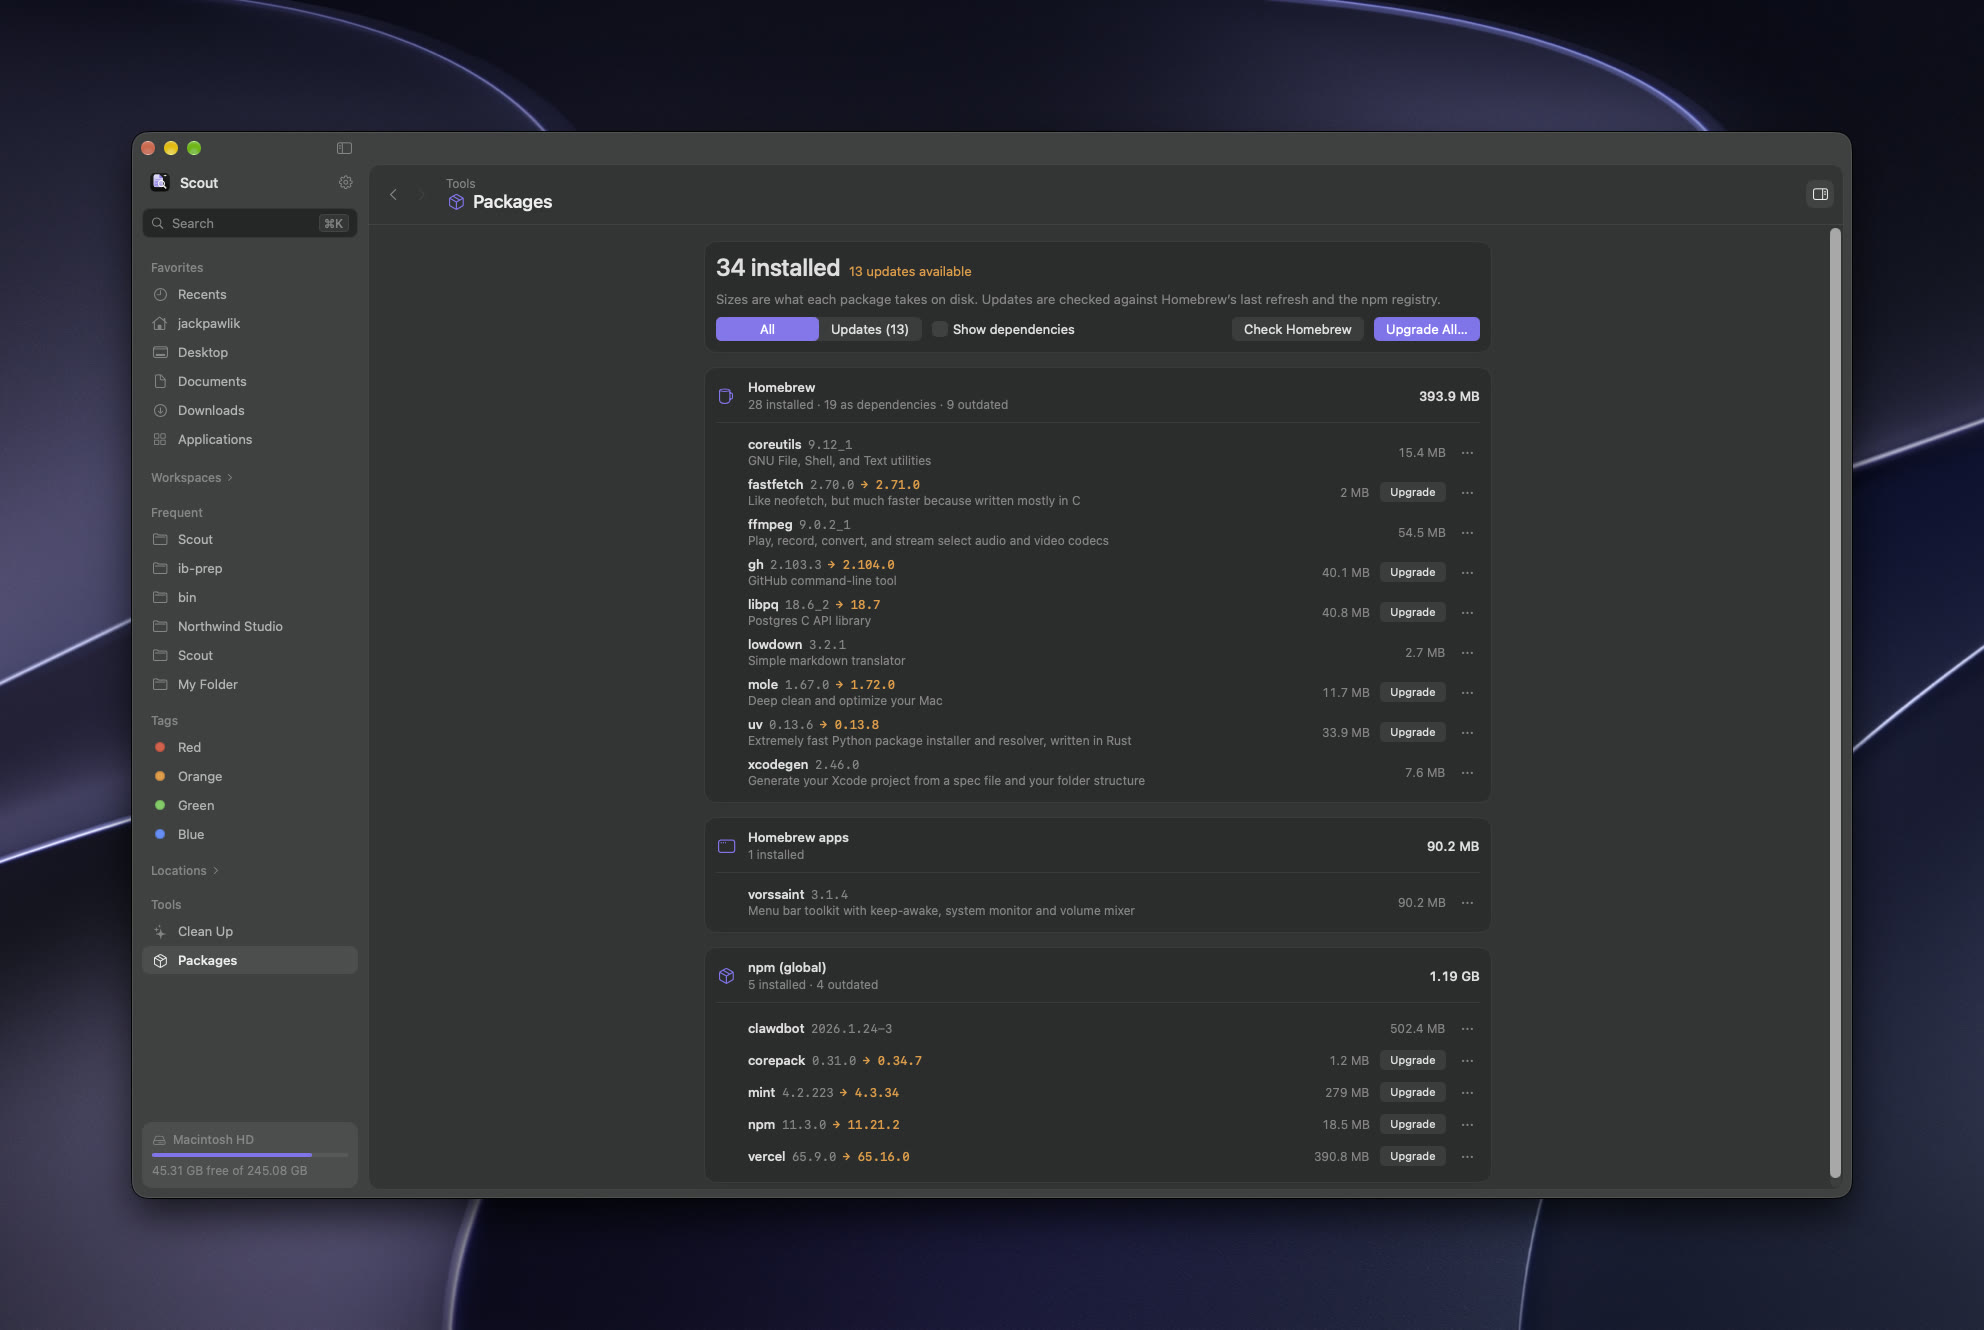 Scout
Search ⌘K
Favorites
Recents
jackpawlik
Desktop
Documents
Downloads
Applications
Workspaces
Frequent
Scout
ib-prep
bin
Northwind Studio
Scout
My Folder
Tags
Red
Orange
Green
Blue
Locations
Tools
Clean Up
Packages
Macintosh HD
45.31 GB free of 245.08 GB
Tools
Packages
34 installed 13 updates available
Sizes are what each package takes on disk. Updates are checked against Homebrew's last refresh and the npm registry.
All Updates (13) Show dependencies Check Homebrew Upgrade All...
Homebrew
28 installed · 19 as dependencies · 9 outdated
393.9 MB
coreutils 9.12_1
GNU File, Shell, and Text utilities
15.4 MB ...
fastfetch 2.70.0 → 2.71.0
Like neofetch, but much faster because written mostly in C
2 MB Upgrade ...
ffmpeg 9.0.2_1
Play, record, convert, and stream select audio and video codecs
54.5 MB ...
gh 2.103.3 → 2.104.0
GitHub command-line tool
40.1 MB Upgrade ...
libpq 18.6_2 → 18.7
Postgres C API library
40.8 MB Upgrade ...
lowdown 3.2.1
Simple markdown translator
2.7 MB ...
mole 1.67.0 → 1.72.0
Deep clean and optimize your Mac
11.7 MB Upgrade ...
uv 0.13.6 → 0.13.8
Extremely fast Python package installer and resolver, written in Rust
33.9 MB Upgrade ...
xcodegen 2.46.0
Generate your Xcode project from a spec file and your folder structure
7.6 MB ...
Homebrew apps
1 installed
90.2 MB
vorssaint 3.1.4
Menu bar toolkit with keep-awake, system monitor and volume mixer
90.2 MB ...
npm (global)
5 installed · 4 outdated
1.19 GB
clawdbot 2026.1.24-3 502.4 MB ...
corepack 0.31.0 → 0.34.7 1.2 MB Upgrade ...
mint 4.2.223 → 4.3.34 279 MB Upgrade ...
npm 11.3.0 → 11.21.2 18.5 MB Upgrade ...
vercel 65.9.0 → 65.16.0 390.8 MB Upgrade ...